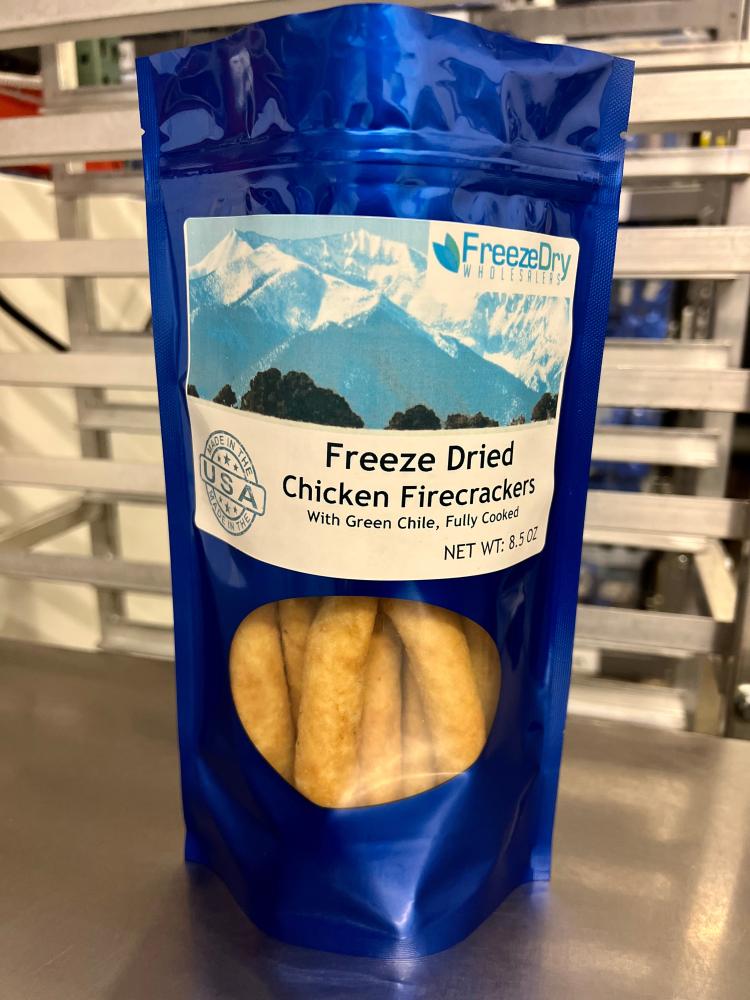 FreezeDry
WHOLESALERS
MADE IN THE
USA
MADE IN THE
Freeze Dried
Chicken Firecrackers
With Green Chile, Fully Cooked
NET WT: 8.5 OZ